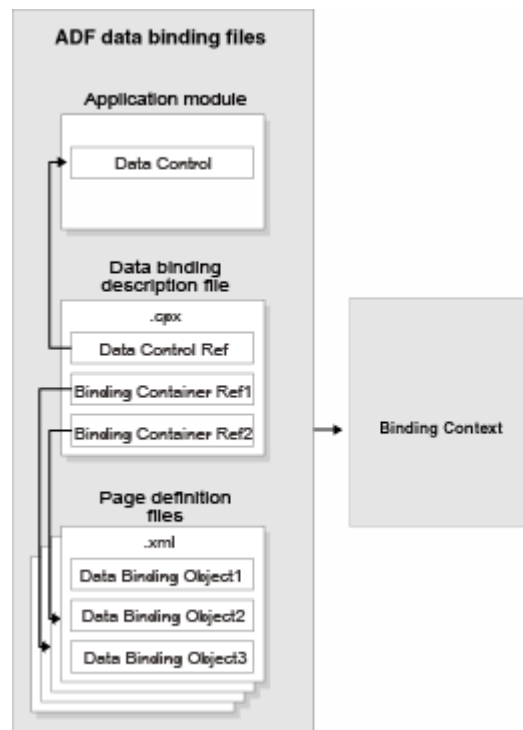 ADF data binding files
Application module
Data Control
Data binding
description file
.cpx
Data Control Ref
Binding Container Ref1
Binding Container Ref2
Binding Context
Page definition
files
.xml
Data Binding Object1
Data Binding Object2
Data Binding Object3